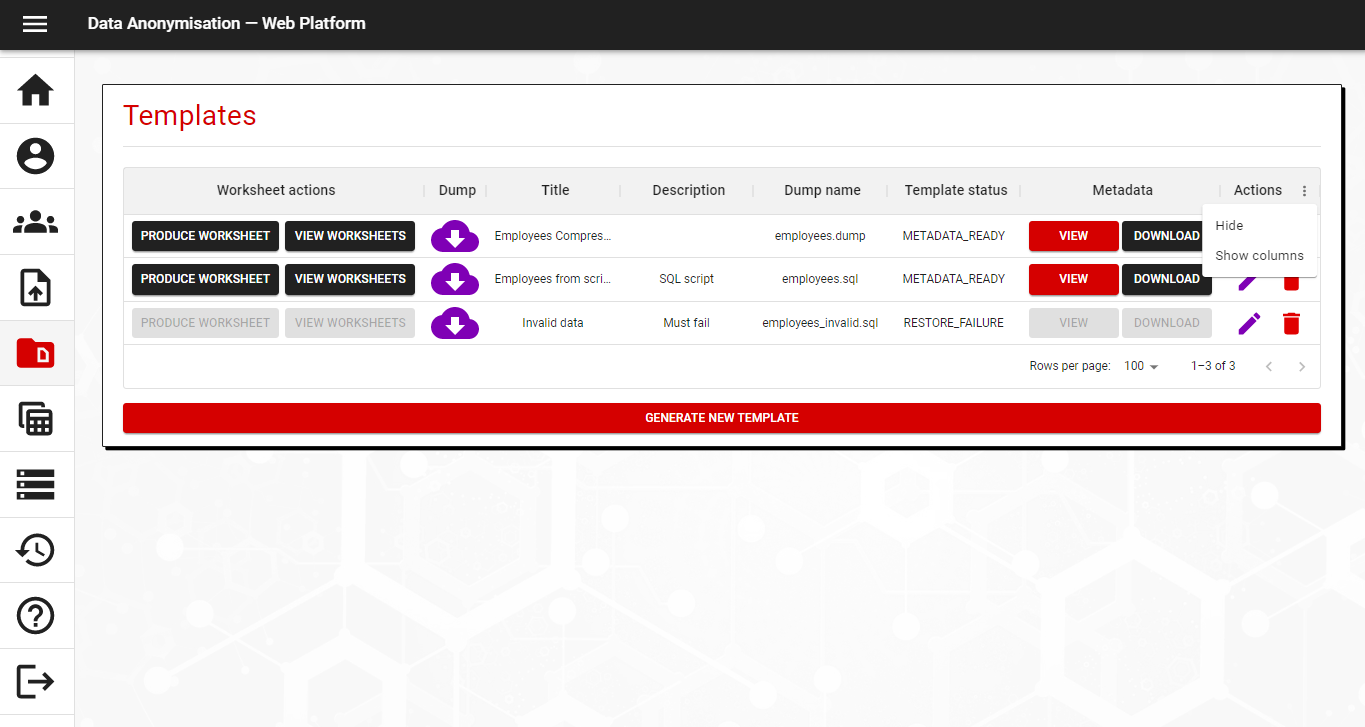 Data Anonymisation — Web Platform
Templates
Worksheet actions Dump Title Description Dump name Template status Metadata Actions
Hide
Show columns
PRODUCE WORKSHEET VIEW WORKSHEETS Employees Compres... employees.dump METADATA_READY VIEW DOWNLOAD
PRODUCE WORKSHEET VIEW WORKSHEETS Employees from scri... SQL script employees.sql METADATA_READY VIEW DOWNLOAD
PRODUCE WORKSHEET VIEW WORKSHEETS Invalid data Must fail employees_invalid.sql RESTORE_FAILURE VIEW DOWNLOAD
Rows per page: 100 1–3 of 3
GENERATE NEW TEMPLATE